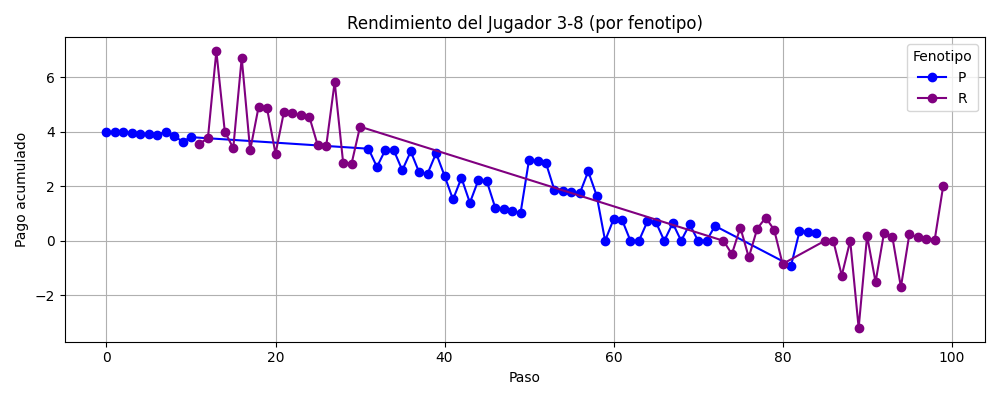 Rendimiento del Jugador 3-8 (por fenotipo)
Pago acumulado
6
4
2
0
−2
0
20
40
60
80
100
Paso
Fenotipo
P
R